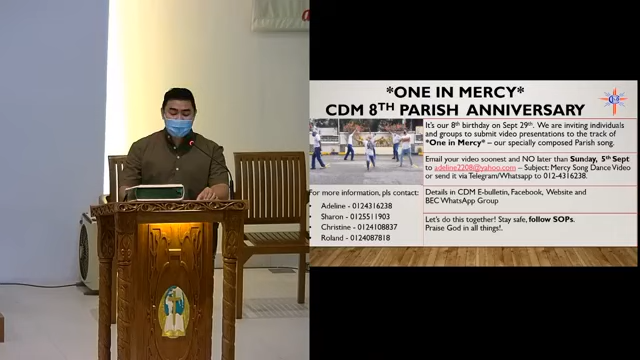 *ONE IN MERCY*
CDM 8TH PARISH ANNIVERSARY
It's our 8th birthday on Sept 29th. We are inviting individuals
and groups to submit video presentations to the track of
*One in Mercy* – our specially composed Parish song.
Email your video soonest and NO later than Sunday, 5th Sept
to adeline2208@yahoo.com – Subject: Mercy Song Dance Video
or send it via Telegram/Whatsapp to 012-4316238.
For more information, pls contact:
• Adeline - 0124316238
• Sharon - 0125511903
• Christine - 0124108837
• Roland - 0124087818
Details in CDM E-bulletin, Facebook, Website and
BEC WhatsApp Group
Let's do this together! Stay safe, follow SOPs.
Praise God in all things!.